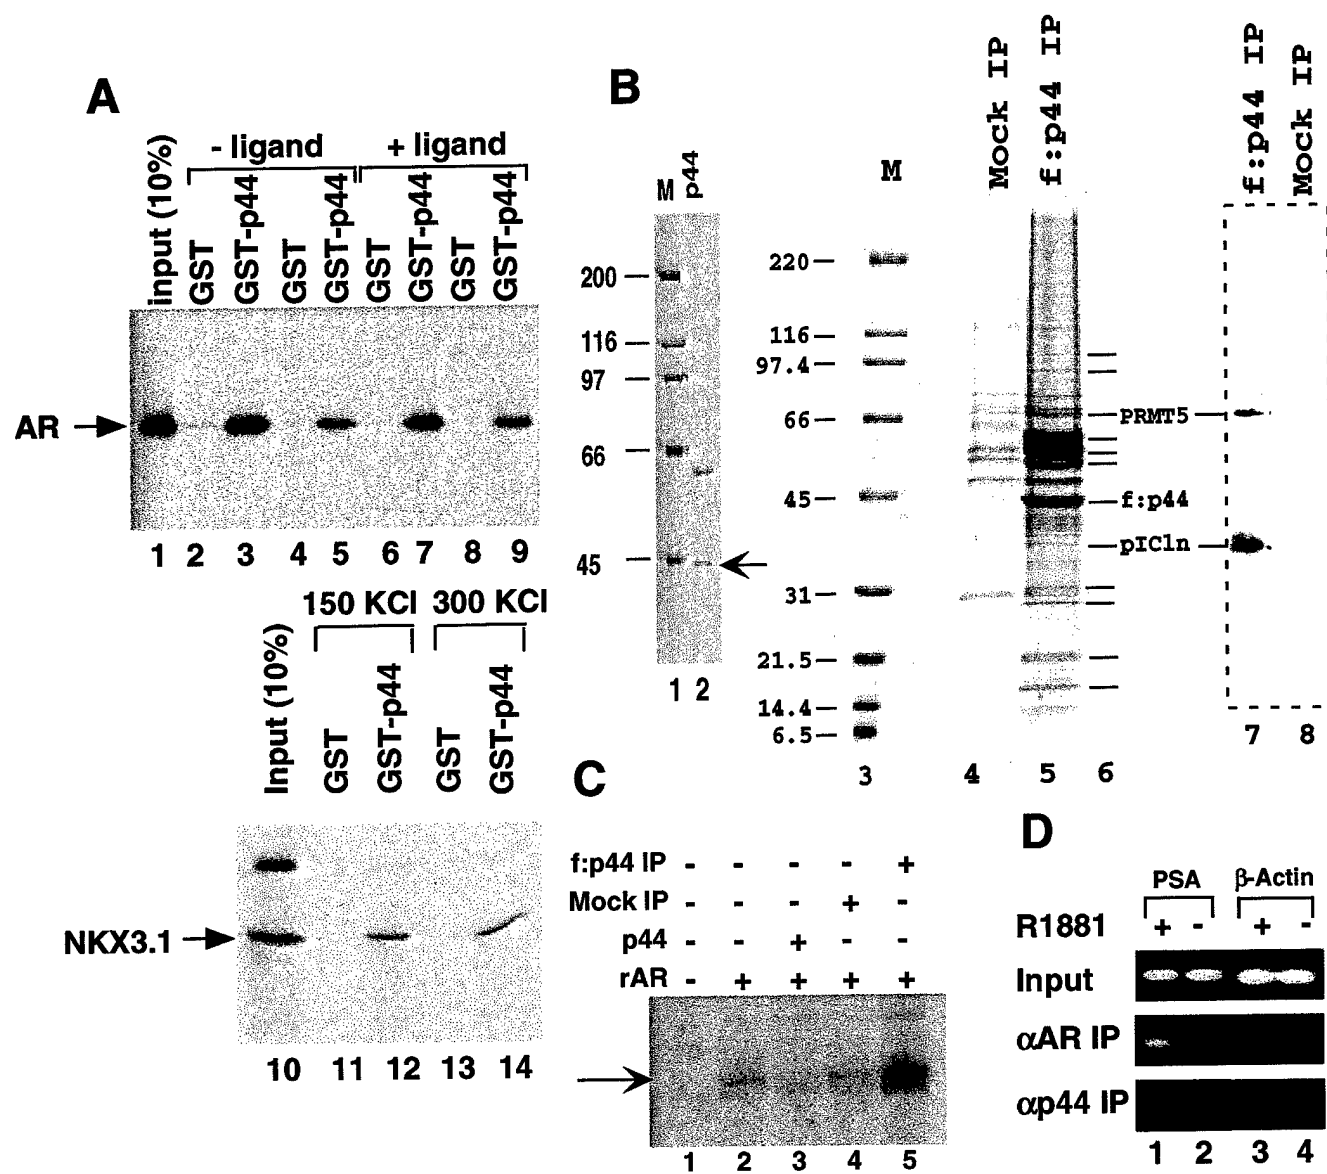 A
- ligand + ligand
input (10%)
GST
GST-p44
GST
GST-p44
GST
GST-p44
GST
GST-p44
AR
1 2 3 4 5 6 7 8 9
150 KCl 300 KCl
Input (10%)
GST
GST-p44
GST
GST-p44
NKX3.1
10 11 12 13 14
B
M
p44
200
116
97
66
45
1 2
M
Mock IP
f:p44 IP
f:p44 IP
Mock IP
220
116
97.4
66
45
31
21.5
14.4
6.5
PRMT5
f:p44
pICln
3 4 5 6 7 8
C
f:p44 IP - - - - +
Mock IP - - - + -
p44 - - + - -
rAR - + + + +
1 2 3 4 5
D
PSA β-Actin
R1881 + - + -
Input
αAR IP
αp44 IP
1 2 3 4